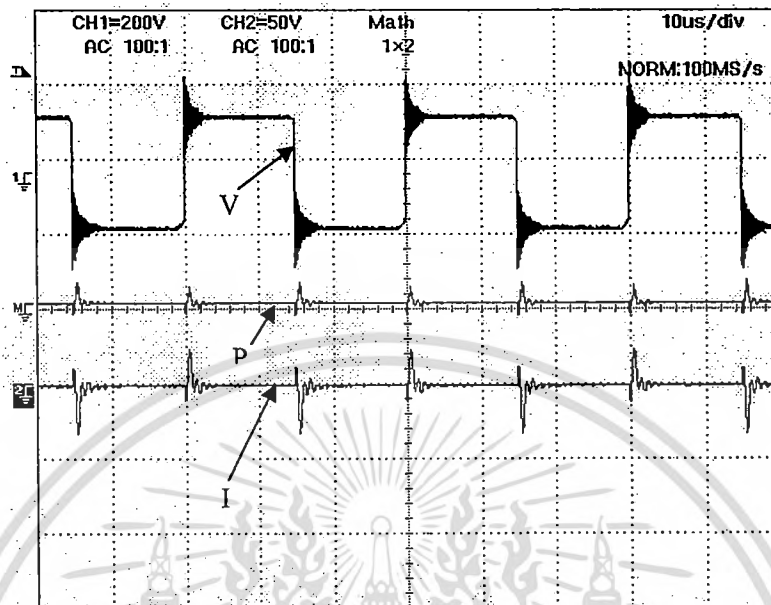 CH1=200V CH2=50V Math 10us/div
AC 100:1 AC 100:1 1×2
NORM:100MS/s
T
1
V
M
P
2
I